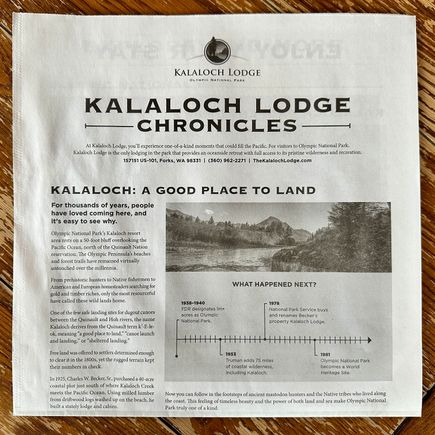 KALALOCH LODGE
OLYMPIC NATIONAL PARK
KALALOCH LODGE
CHRONICLES
At Kalaloch Lodge, you'll experience one-of-a-kind moments that could fill the Pacific. For visitors to Olympic National Park,
Kalaloch Lodge is the only lodging in the park that provides an oceanside retreat with full access to its pristine wilderness and recreation.
157151 US-101, Forks, WA 98331 | (360) 962-2271 | TheKalalochLodge.com
KALALOCH: A GOOD PLACE TO LAND
For thousands of years, people
have loved coming here, and
it's easy to see why.
Olympic National Park's Kalaloch resort
area rests on a 50-foot bluff overlooking the
Pacific Ocean, north of the Quinault Nation
reservation. The Olympic Peninsula's beaches
and forest trails have remained virtually
untouched over the millennia.
From prehistoric hunters to Native fishermen to
American and European homesteaders searching for
gold and timber riches, only the most resourceful
have called these wild lands home.
One of the few safe landing sites for dugout canoes
between the Quinault and Hoh rivers, the name
Kalaloch derives from the Quinault term
meaning "a good place to land," "canoe launch
and landing," or "sheltered landing."
Free land was offered to settlers determined enough
to clear it in the 1800s, yet the rugged terrain kept
their numbers in check.
In 1925, Charles W. Becker, Sr., purchased a 40-acre
coastal plot just south of where Kalaloch Creek
meets the Pacific Ocean. Using milled lumber
from driftwood logs washed up on the beach, he
built a stately lodge and cabins.
WHAT HAPPENED NEXT?
1938-1940
FDR designates 1M+
acres as Olympic
National Park.
1978
National Park Service buys
and renames Becker's
property Kalaloch Lodge.
1953
Truman adds 75 miles
of coastal wilderness,
including Kalaloch.
1981
Olympic National Park
becomes a World
Heritage Site.
Now you can follow in the footsteps of ancient mastodon hunters and the Native tribes who lived along
the coast. This feeling of timeless beauty and the power of both land and sea make Olympic National
Park truly one of a kind.